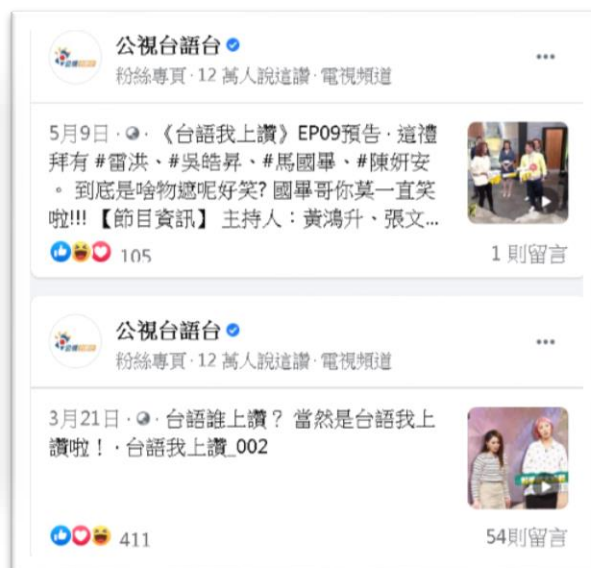 公視台語台
粉絲專頁 · 12 萬人說這讚 · 電視頻道
5月9日 · 《台語我上讚》EP09預告 · 這禮
拜有 #雷洪、#吳皓昇、#馬國畢、#陳妍安
。 到底是啥物遮呢好笑? 國畢哥你莫一直笑
啦!!! 【節目資訊】 主持人：黃鴻升、張文...
105
1 則留言
公視台語台
粉絲專頁 · 12 萬人說這讚 · 電視頻道
3月21日 · 台語誰上讚？ 當然是台語我上
讚啦！ · 台語我上讚_002
411
54則留言